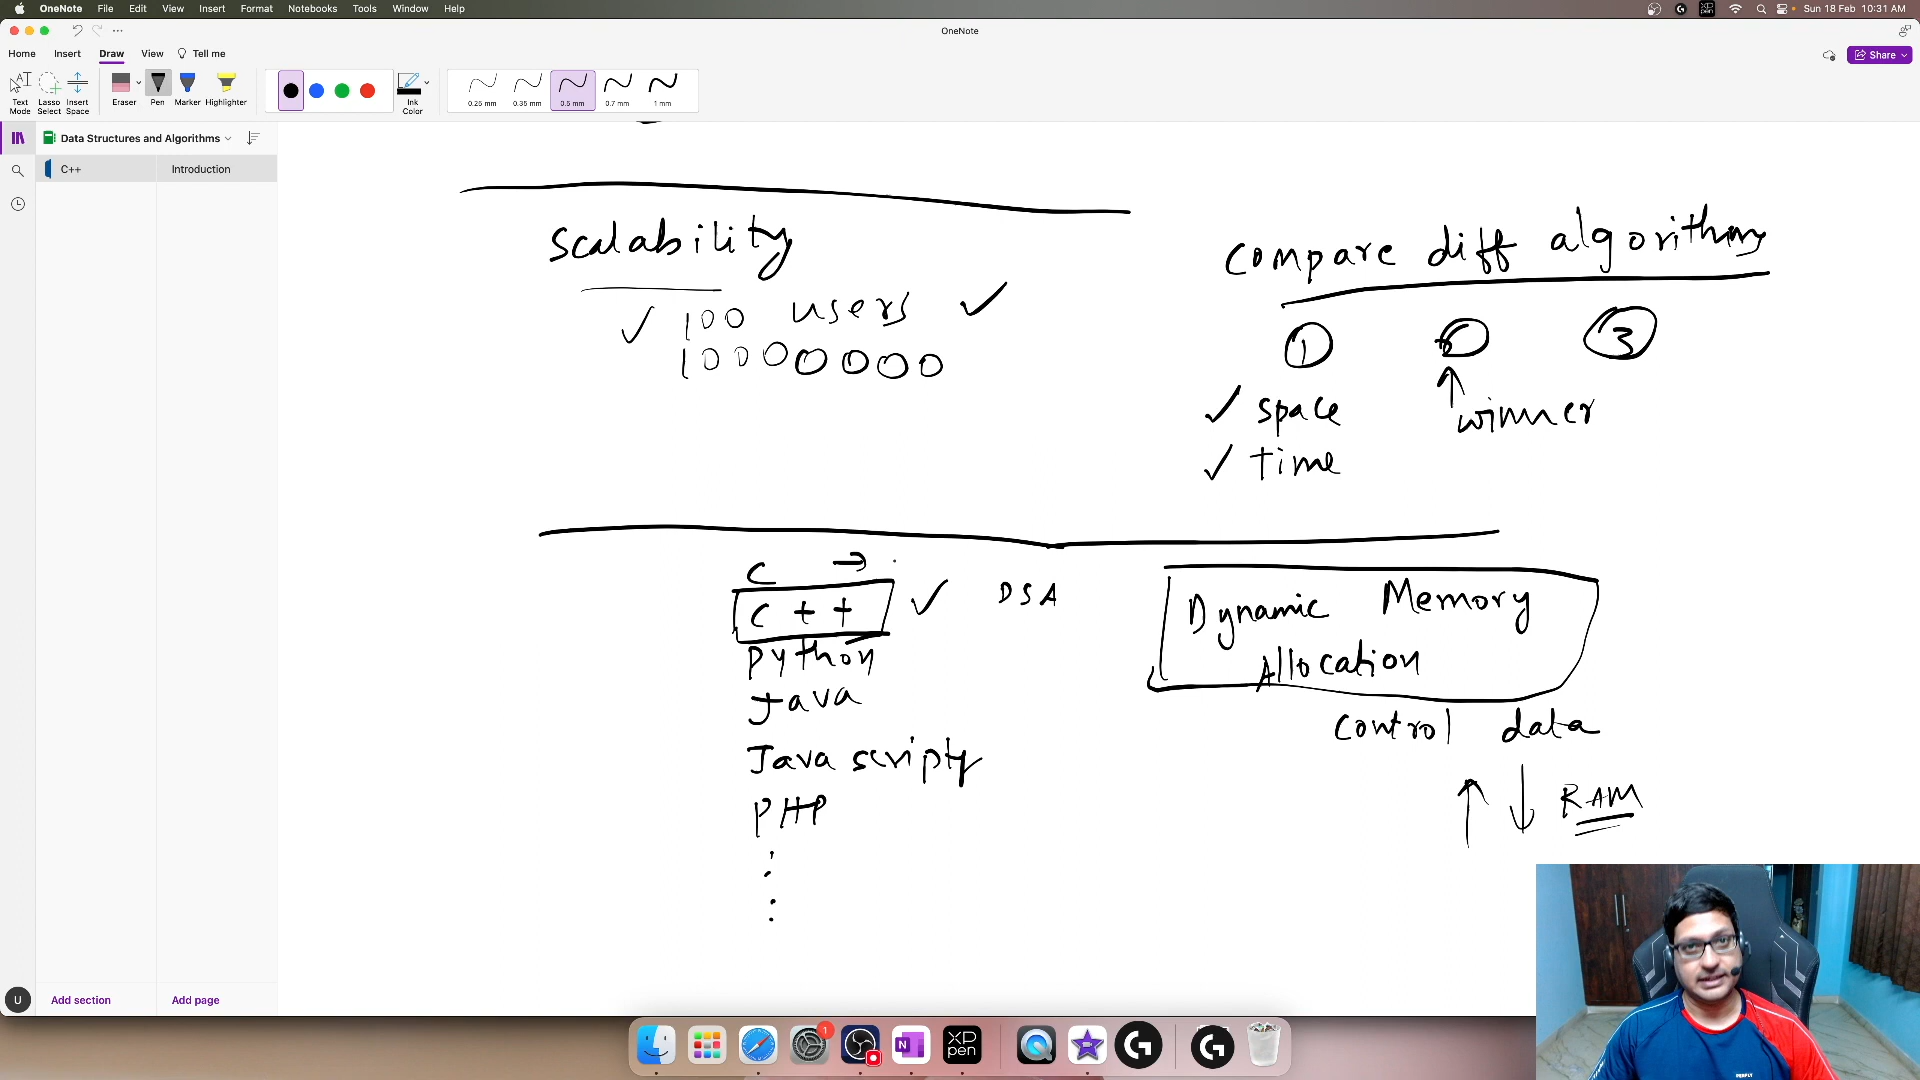 OneNote File Edit View Insert Format Notebooks Tools Window Help
Sun 18 Feb 10:31 AM
OneNote
Home Insert Draw View Tell me
Share
Text Mode
Lasso Select
Insert Space
Eraser
Pen
Marker
Highlighter
Ink Color
0.25 mm
0.35 mm
0.5 mm
0.7 mm
1 mm
Data Structures and Algorithms
C++
Introduction
Scalability
✓ 100 users ✓
10000000
compare diff algorithms
1 3
✓ space
✓ time
↑ winner
C →
C++ ✓ DSA
Python
Java
Java scripty
PHP
:
:
Dynamic Memory
Allocation
control data
↑ ↓ RAM
U
Add section
Add page
1
N
XP
pen
G
G